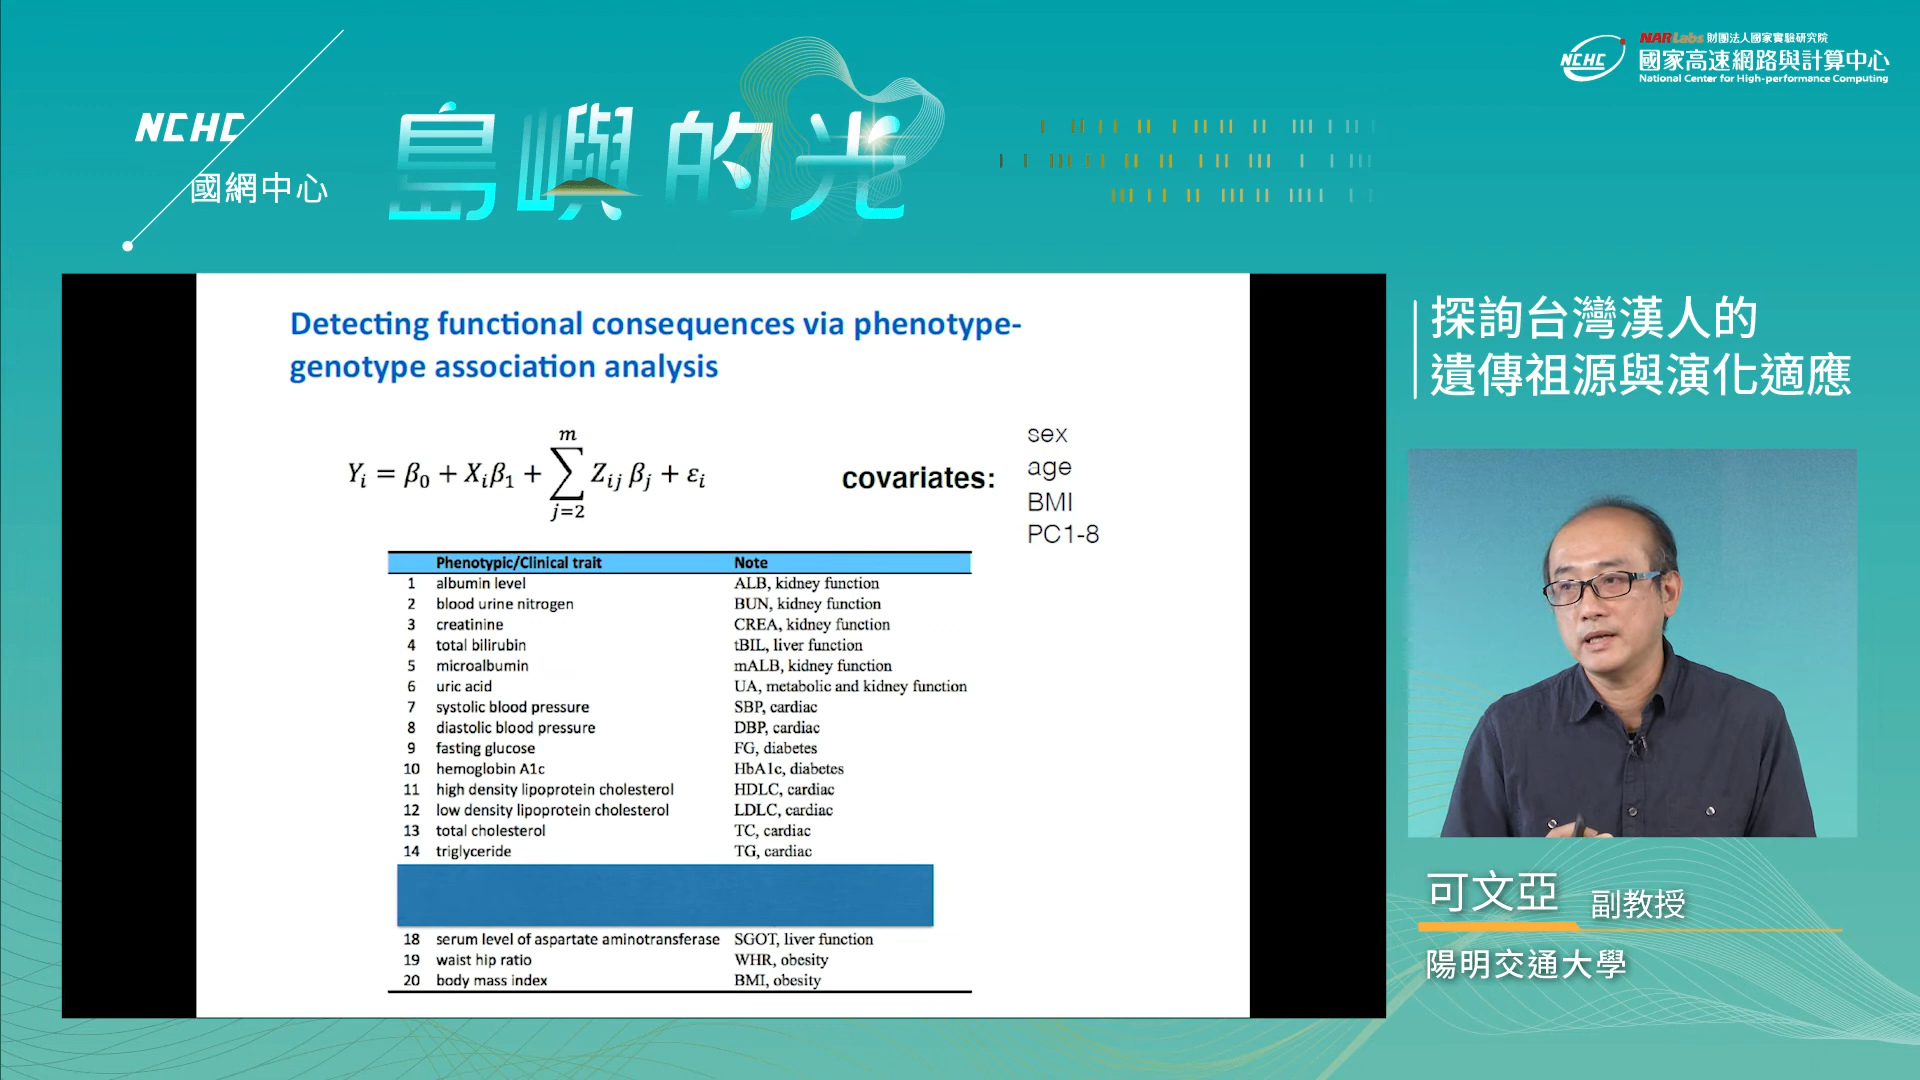 NCHC
國網中心
島嶼的光
NCHC
NARLabs 財團法人國家實驗研究院
國家高速網路與計算中心
National Center for High-performance Computing
Detecting functional consequences via phenotype-
genotype association analysis
Yᵢ = β₀ + Xᵢβ₁ + ∑_{j=2}^{m} Zᵢⱼ βⱼ + εᵢ
covariates:
sex
age
BMI
PC1-8
Phenotypic/Clinical trait Note
1 albumin level ALB, kidney function
2 blood urine nitrogen BUN, kidney function
3 creatinine CREA, kidney function
4 total bilirubin tBIL, liver function
5 microalbumin mALB, kidney function
6 uric acid UA, metabolic and kidney function
7 systolic blood pressure SBP, cardiac
8 diastolic blood pressure DBP, cardiac
9 fasting glucose FG, diabetes
10 hemoglobin A1c HbA1c, diabetes
11 high density lipoprotein cholesterol HDLC, cardiac
12 low density lipoprotein cholesterol LDLC, cardiac
13 total cholesterol TC, cardiac
14 triglyceride TG, cardiac
18 serum level of aspartate aminotransferase SGOT, liver function
19 waist hip ratio WHR, obesity
20 body mass index BMI, obesity
探詢台灣漢人的
遺傳祖源與演化適應
可文亞 副教授
陽明交通大學